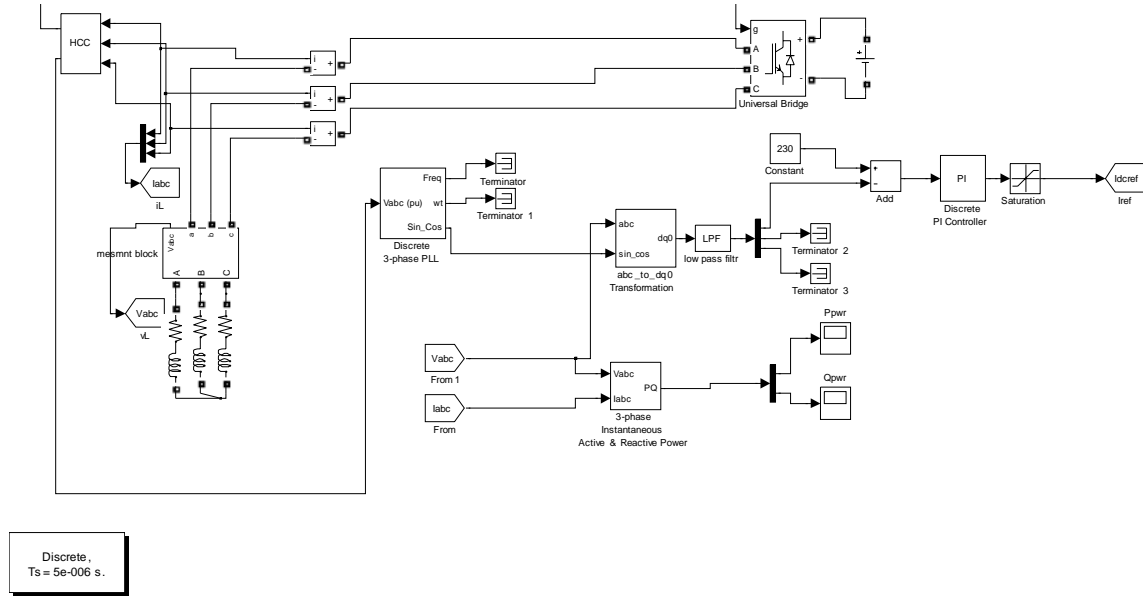 HCC
i
+
-
i
+
-
i
+
-
g
A
B
C
+
-
Universal Bridge
+
Iabc
iL
Vabc
a
b
c
mesmnt block
A
B
C
Vabc
vL
Vabc (pu)
Freq
wt
Sin_Cos
Discrete
3-phase PLL
Terminator
Terminator 1
abc
sin_cos
dq0
abc_to_dq0
Transformation
LPF
low pass filtr
Terminator 2
Terminator 3
230
Constant
+
-
Add
PI
Discrete
PI Controller
Saturation
Idcref
Iref
Vabc
From 1
Iabc
From
Vabc
Iabc
PQ
3-phase
Instantaneous
Active & Reactive Power
Ppwr
Qpwr
Discrete,
Ts = 5e-006 s.